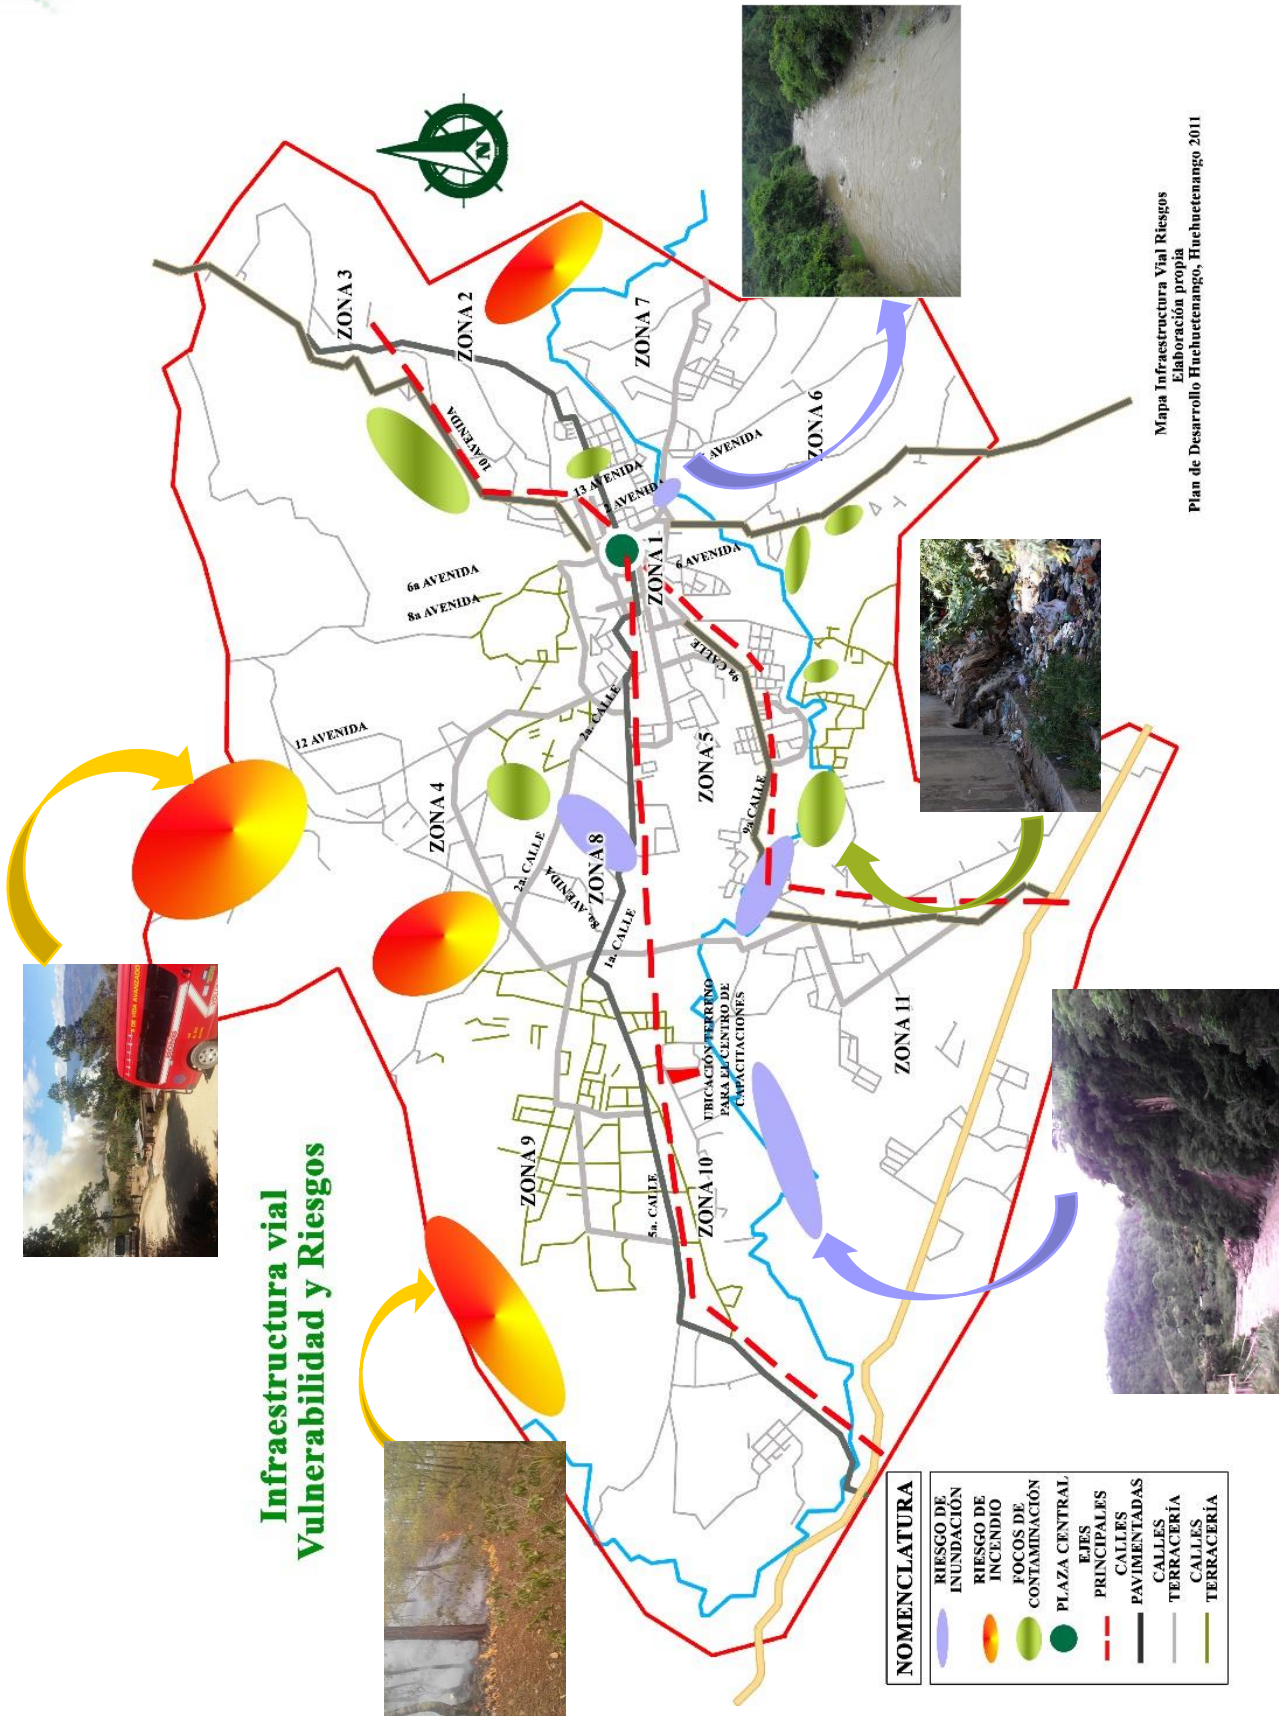 Infraestructura vial
Vulnerabilidad y Riesgos
N
ZONA 3
ZONA 2
ZONA 7
ZONA 6
10 AVENIDA
13 AVENIDA
2 AVENIDA
AVENIDA
6a AVENIDA
8a AVENIDA
ZONA 1
6 AVENIDA
12 AVENIDA
ZONA 4
2a. CALLE
9a CALLE
ZONA 5
2a. CALLE
8a. AVENIDA
ZONA 8
9a CALLE
1a. CALLE
UBICACIÓN TERRENO
PARA EL CENTRO DE
CAPACITACIONES
ZONA 11
ZONA 9
5a. CALLE
ZONA 10
DE VIDA AVANZADO
NOMENCLATURA
RIESGO DE
INUNDACIÓN
RIESGO DE
INCENDIO
FOCOS DE
CONTAMINACIÓN
PLAZA CENTRAL
EJES
PRINCIPALES
CALLES
PAVIMENTADAS
CALLES
TERRACERÍA
CALLES
TERRACERÍA
Mapa Infraestructura Vial Riesgos
Elaboración propia
Plan de Desarrollo Huehuetenango, Huehuetenango 2011